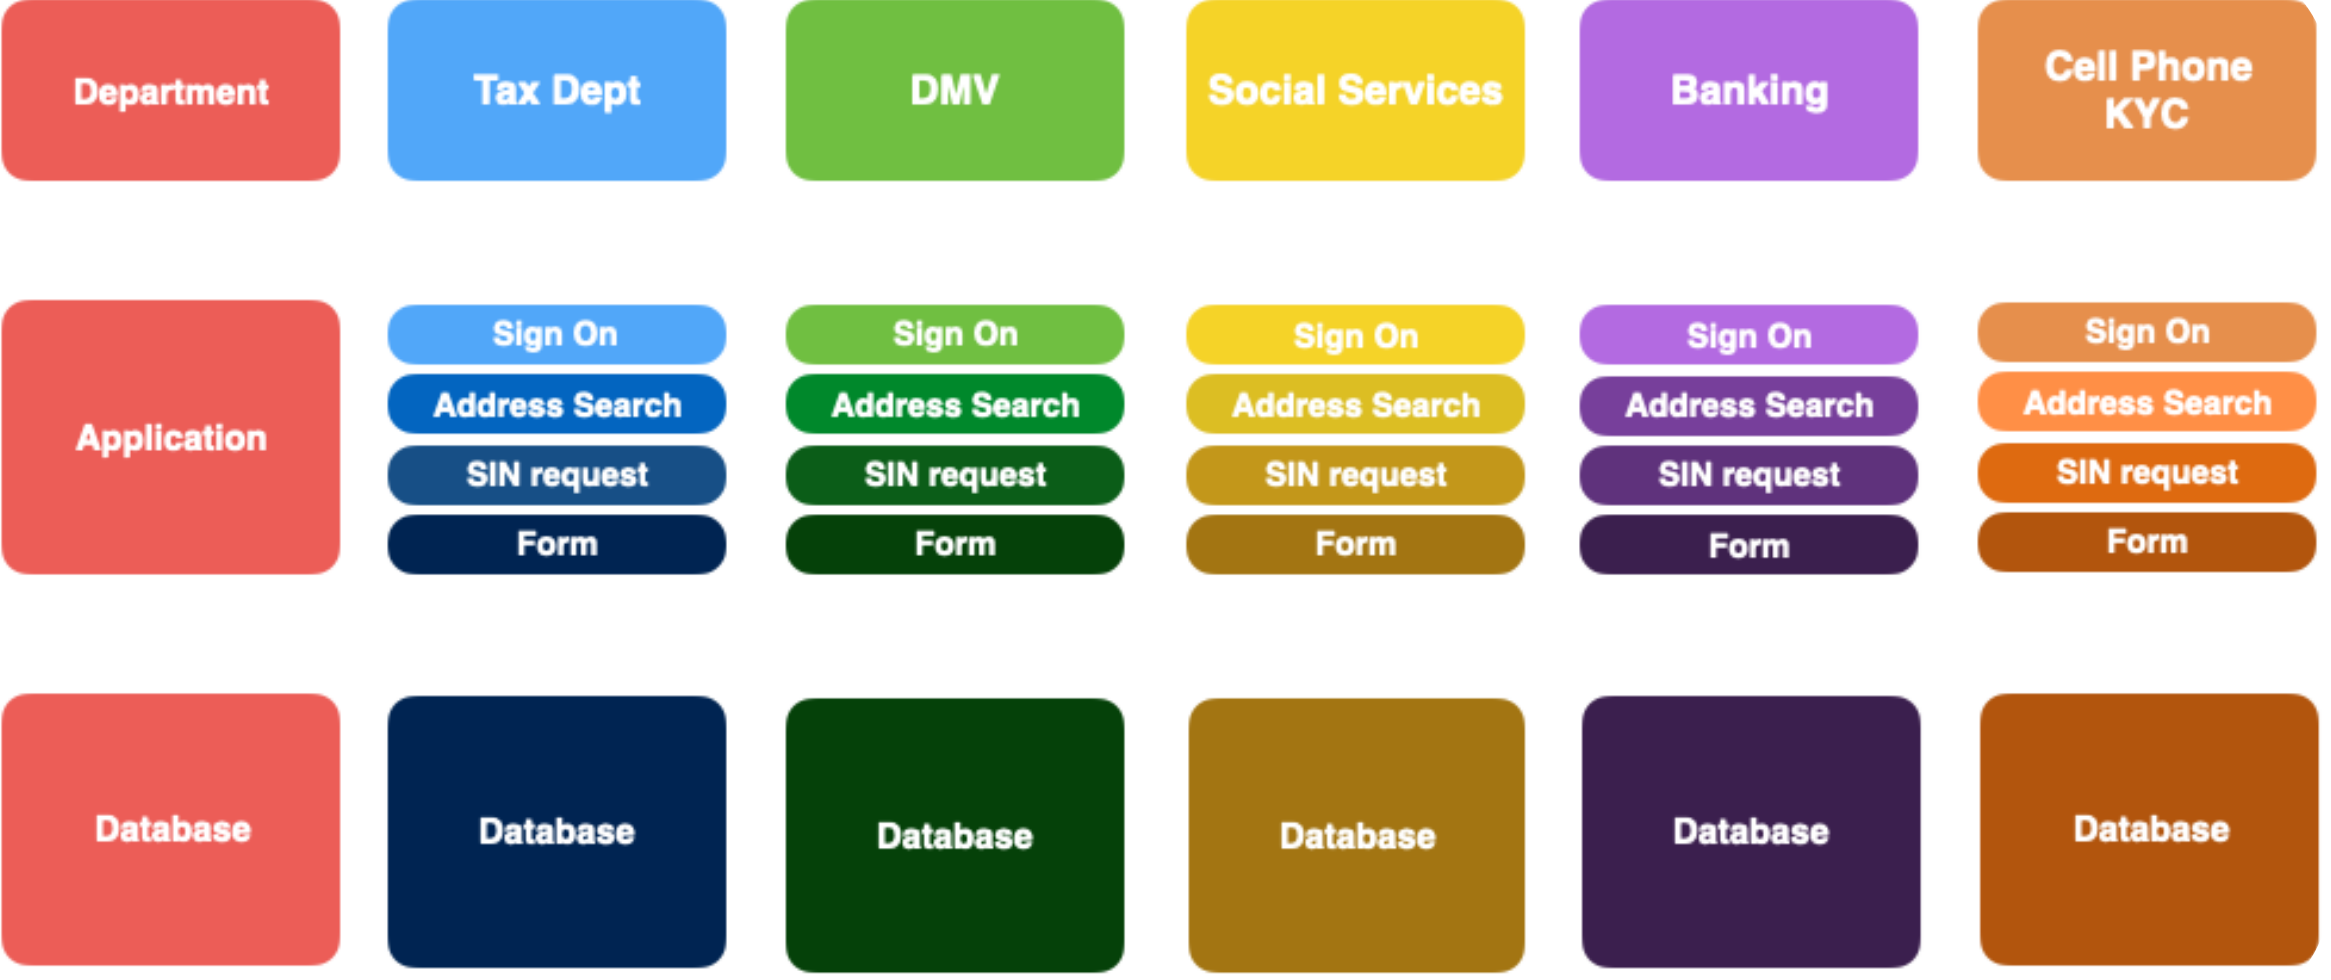 Department
Tax Dept
DMV
Social Services
Banking
Cell Phone
KYC
Application
Sign On
Address Search
SIN request
Form
Sign On
Address Search
SIN request
Form
Sign On
Address Search
SIN request
Form
Sign On
Address Search
SIN request
Form
Sign On
Address Search
SIN request
Form
Database
Database
Database
Database
Database
Database